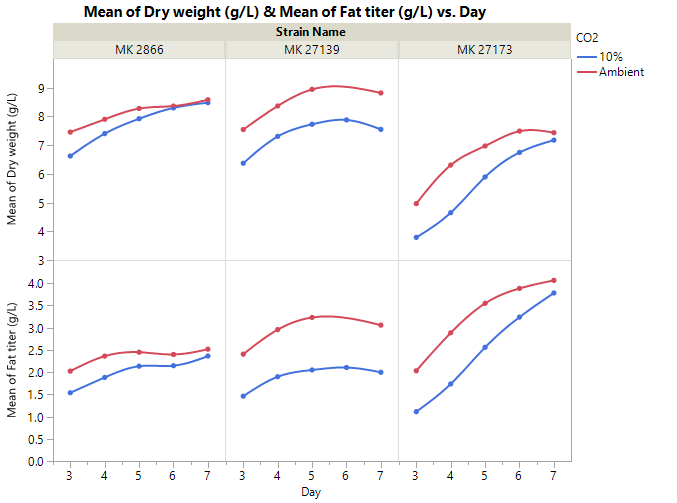 Mean of Dry weight (g/L) & Mean of Fat titer (g/L) vs. Day
Strain Name
MK 2866 MK 27139 MK 27173
CO2
10%
Ambient
Mean of Dry weight (g/L)
9
8
7
6
5
4
3
Mean of Fat titer (g/L)
4.0
3.5
3.0
2.5
2.0
1.5
1.0
0.5
0.0
3 4 5 6 7 3 4 5 6 7 3 4 5 6 7
Day